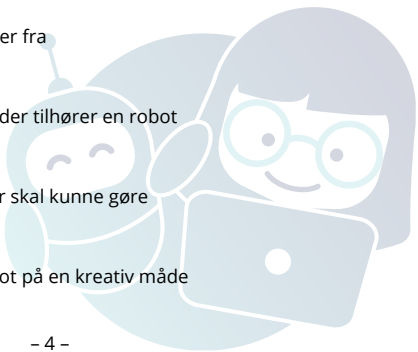 er fra
der tilhører en robot
r skal kunne gøre
ot på en kreativ måde
– 4 –